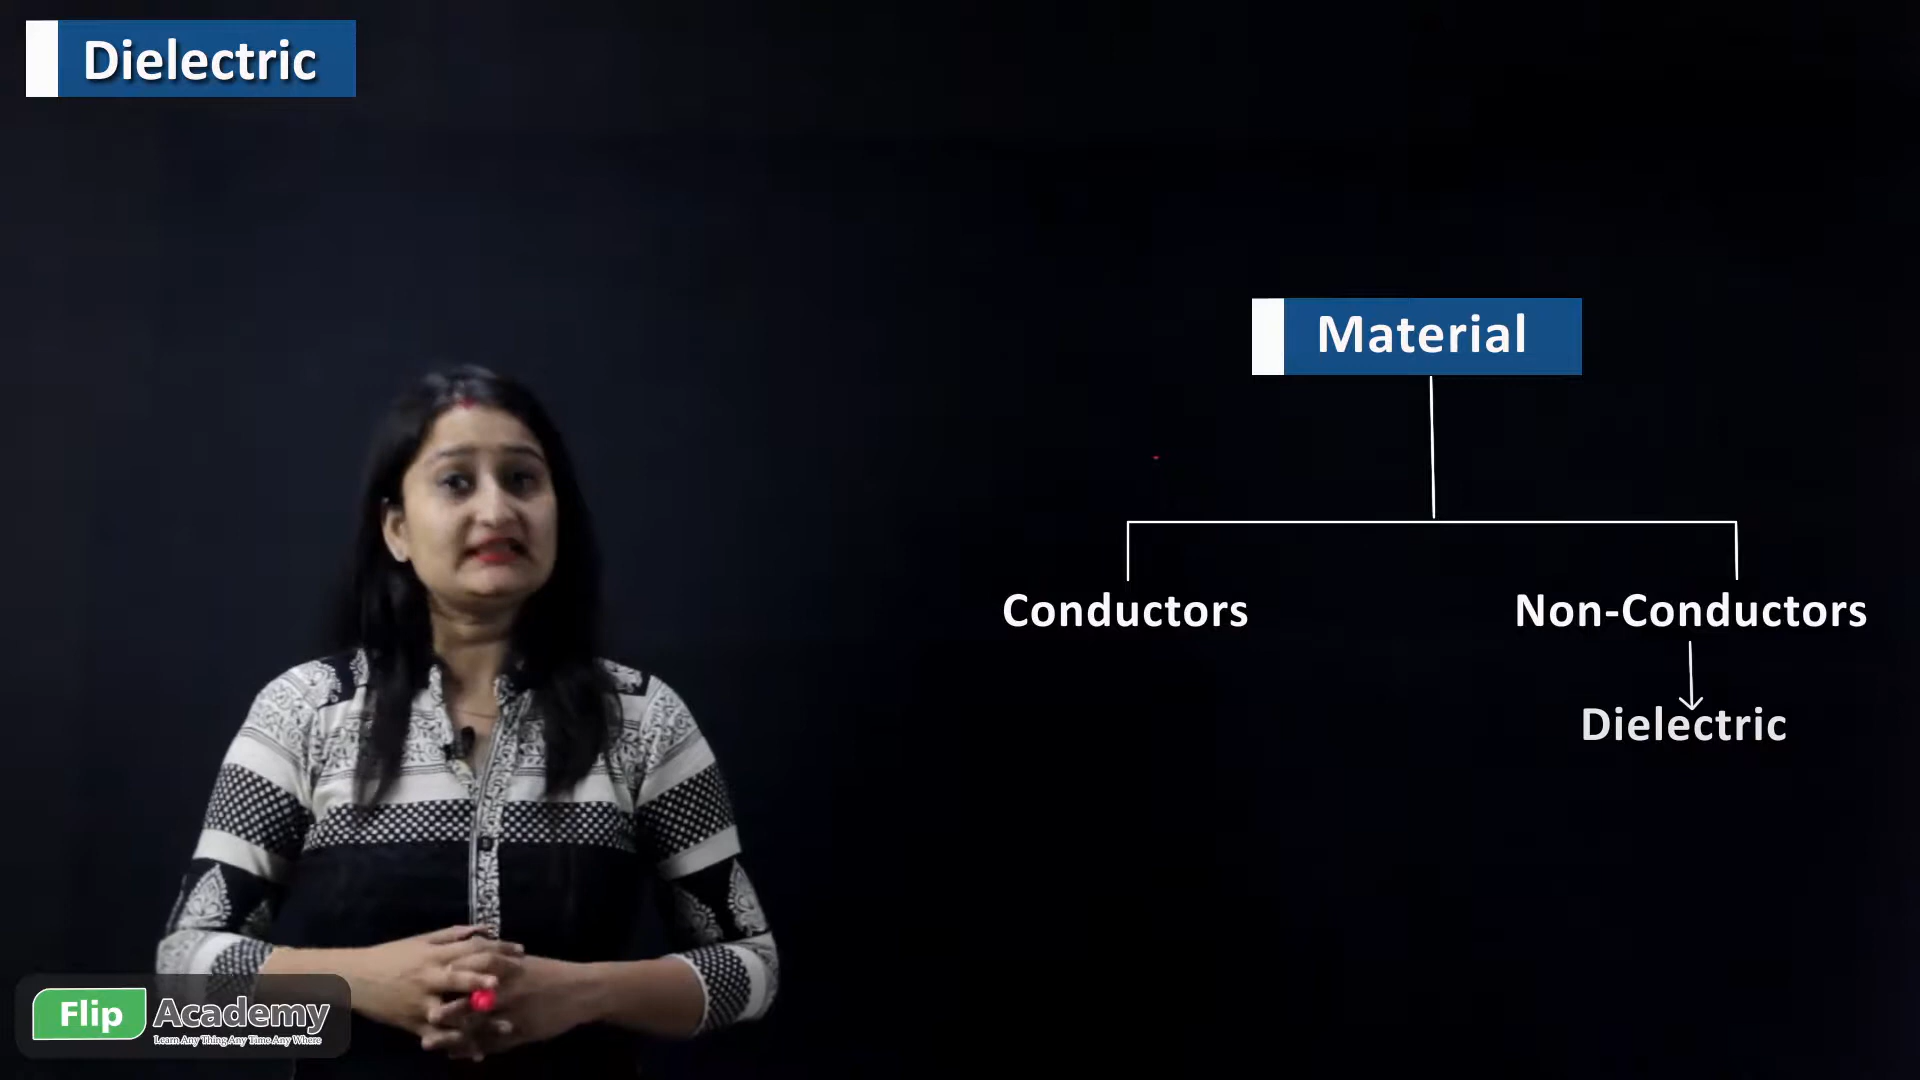 Dielectric
Material
Conductors
Non-Conductors
Dielectric
Flip Academy
Learn Any Thing Any Time Any Where